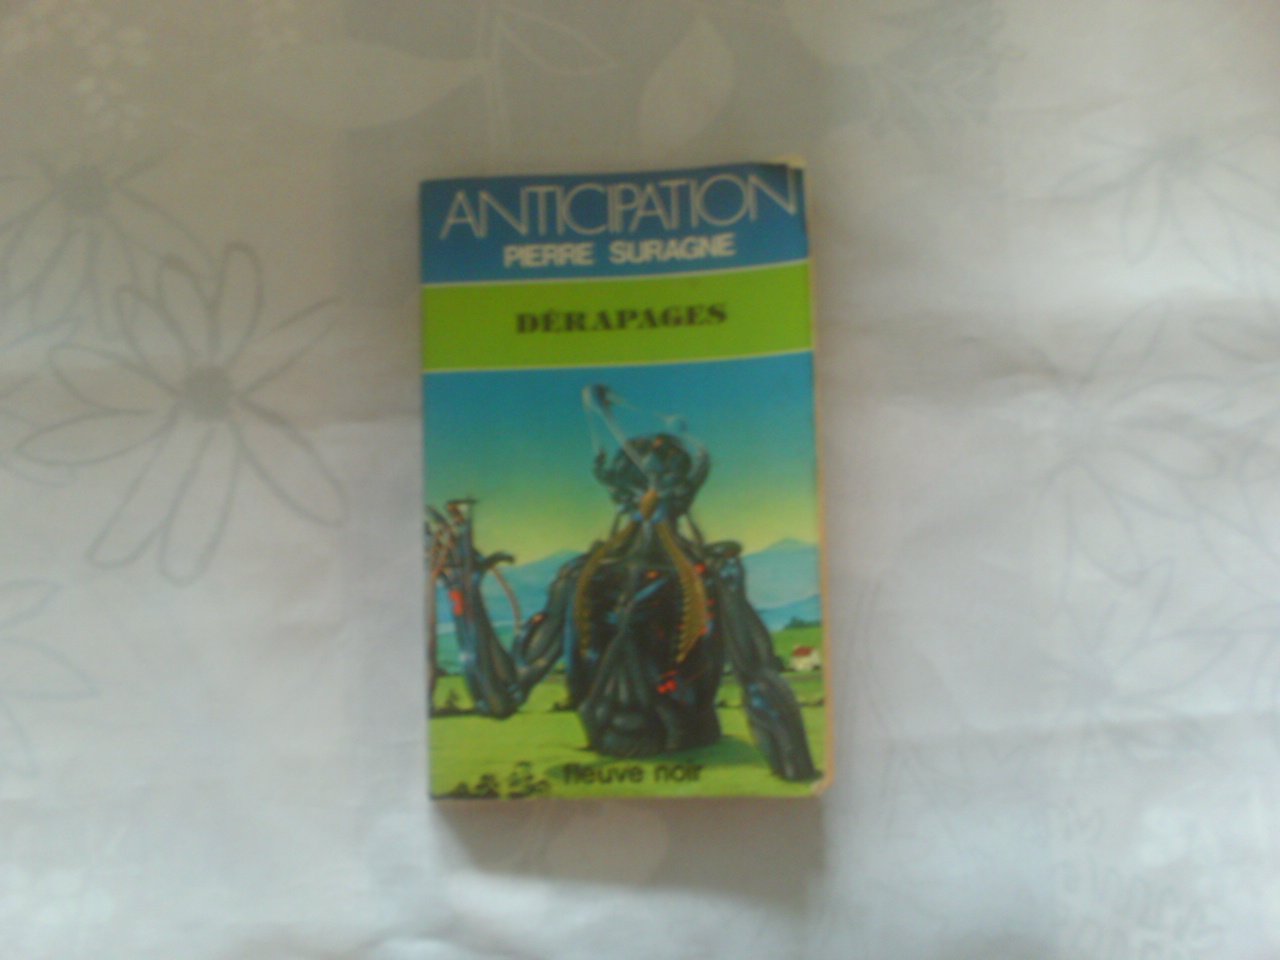 ANTICIPATION
PIERRE SURAGNE
DÉRAPAGES
fleuve noir